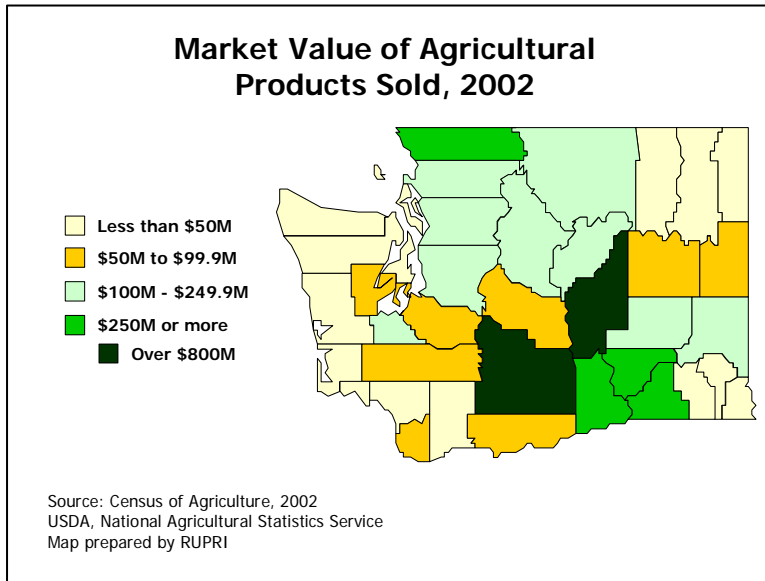 Market Value of Agricultural
Products Sold, 2002
Less than $50M
$50M to $99.9M
$100M - $249.9M
$250M or more
Over $800M
Source: Census of Agriculture, 2002
USDA, National Agricultural Statistics Service
Map prepared by RUPRI